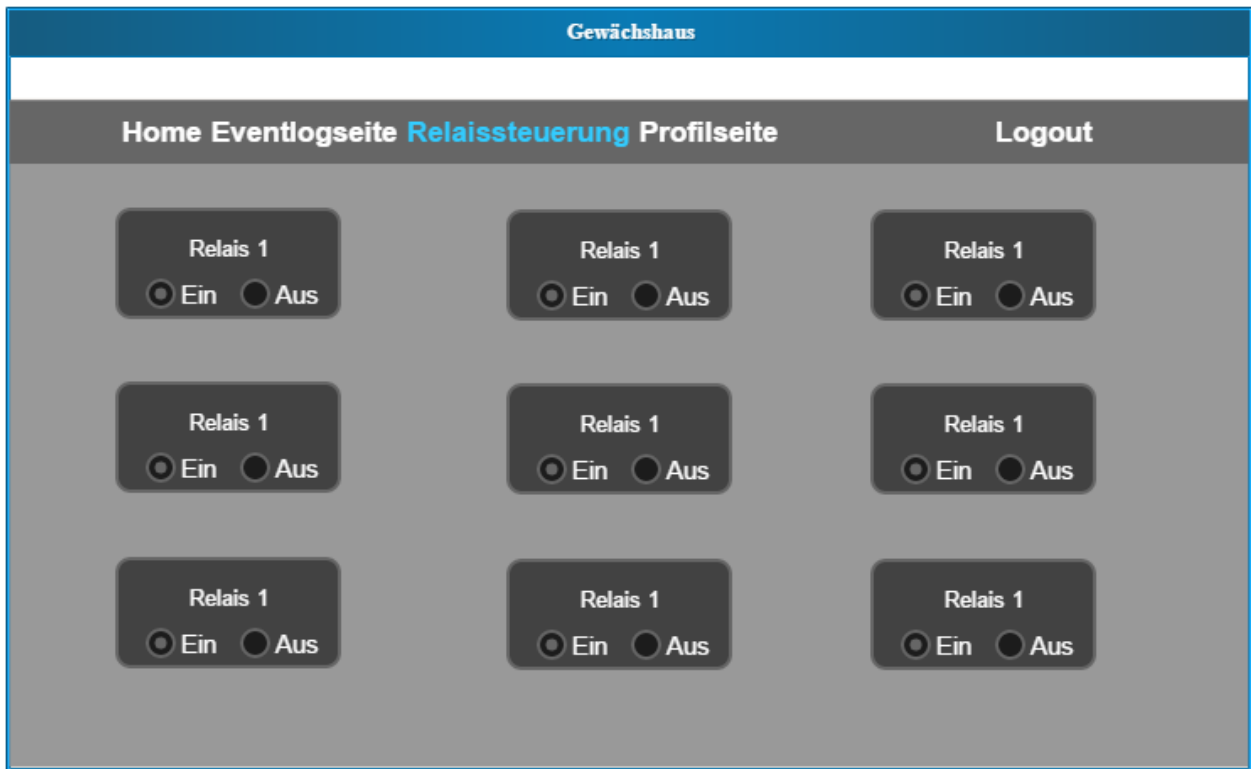 Gewächshaus
Home Eventlogseite Relaissteuerung Profilseite Logout
Relais 1 Relais 1 Relais 1
Ein Aus Ein Aus Ein Aus
Relais 1 Relais 1 Relais 1
Ein Aus Ein Aus Ein Aus
Relais 1 Relais 1 Relais 1
Ein Aus Ein Aus Ein Aus